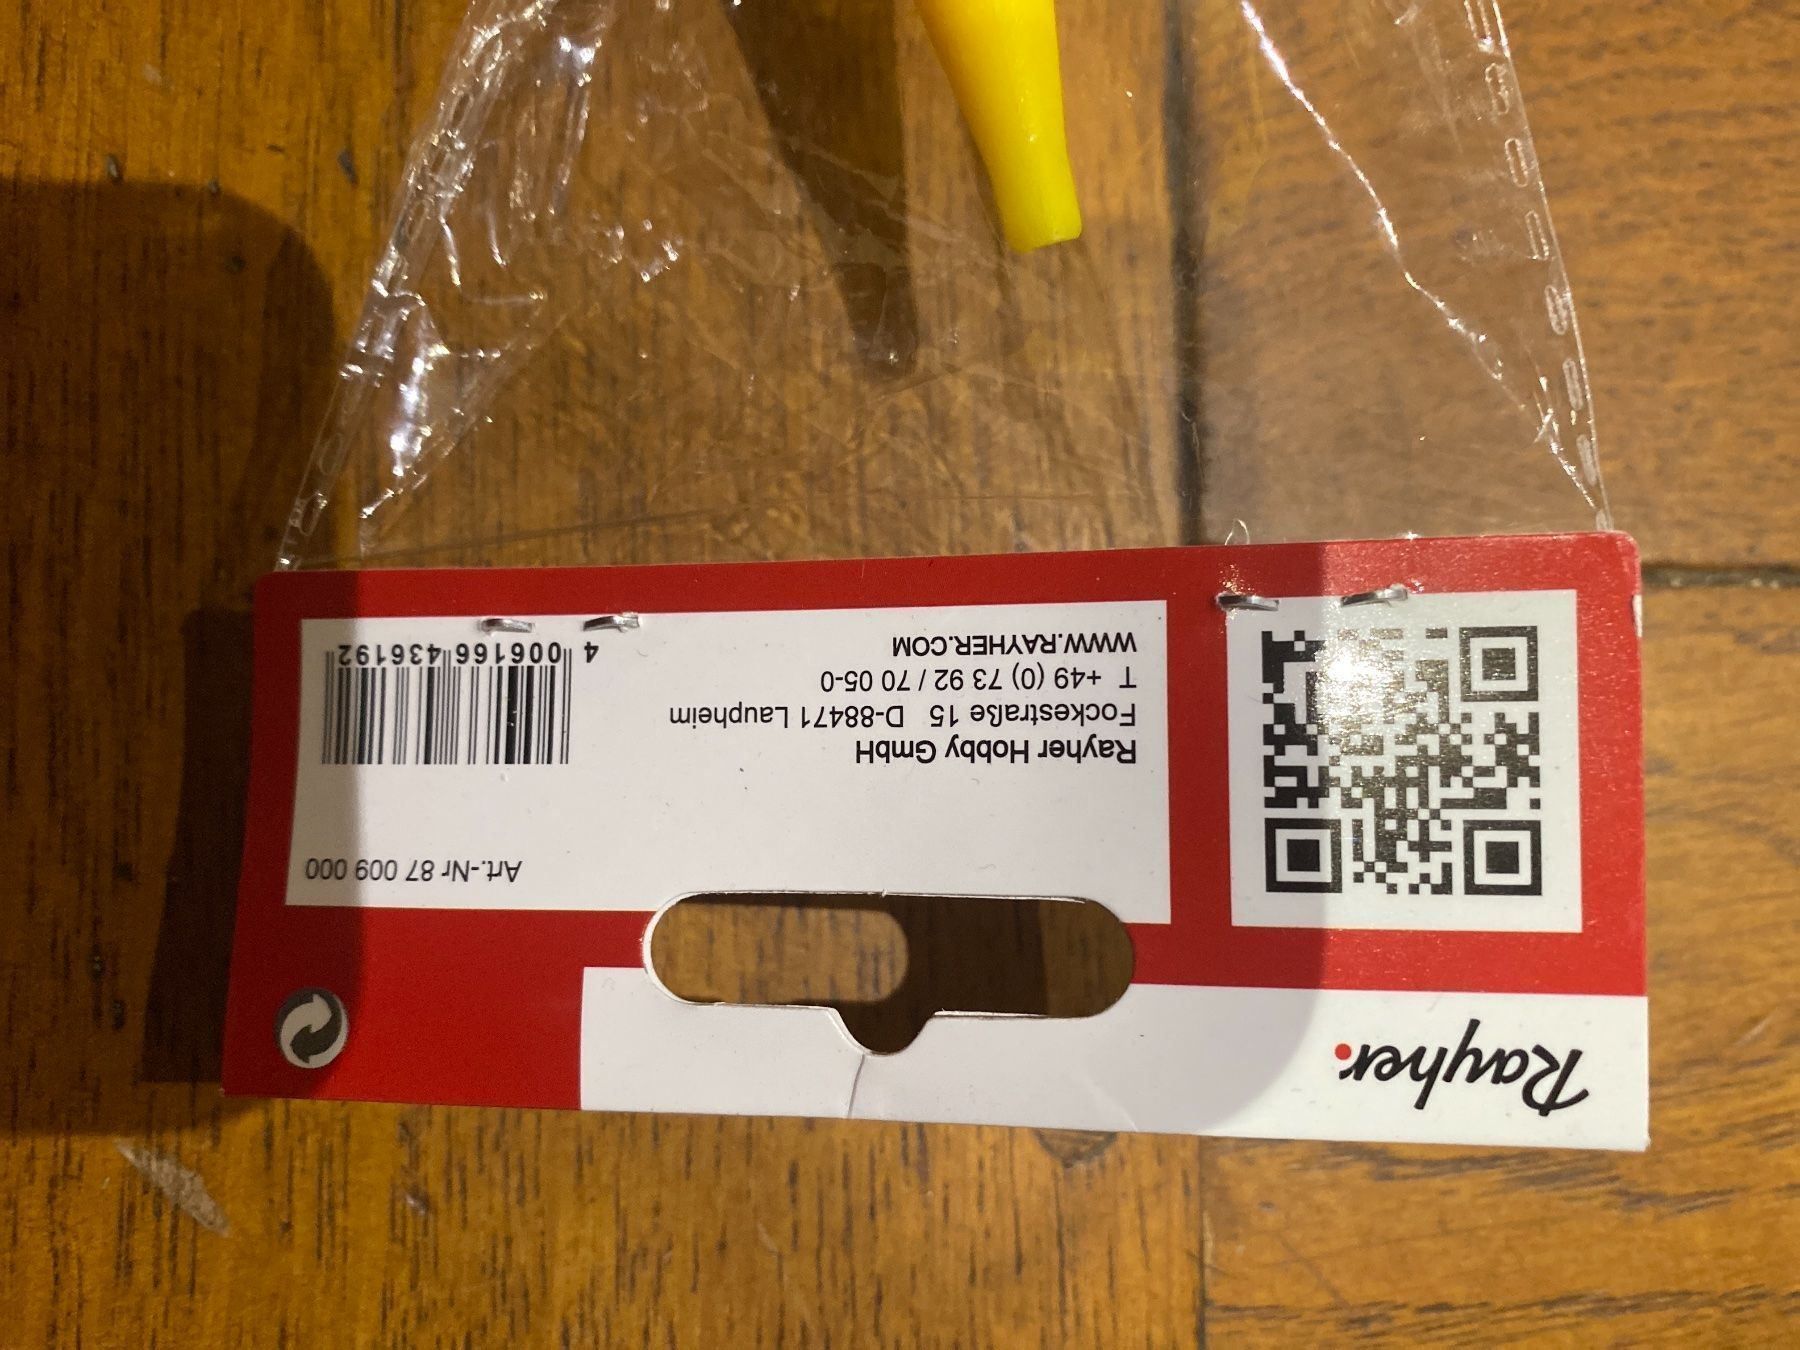 Rayher.
Art.-Nr 87 009 000
Rayher Hobby GmbH
Fockestraße 15 D-88471 Laupheim
T +49 (0) 73 92 / 70 05-0
WWW.RAYHER.COM
4 006166 436192